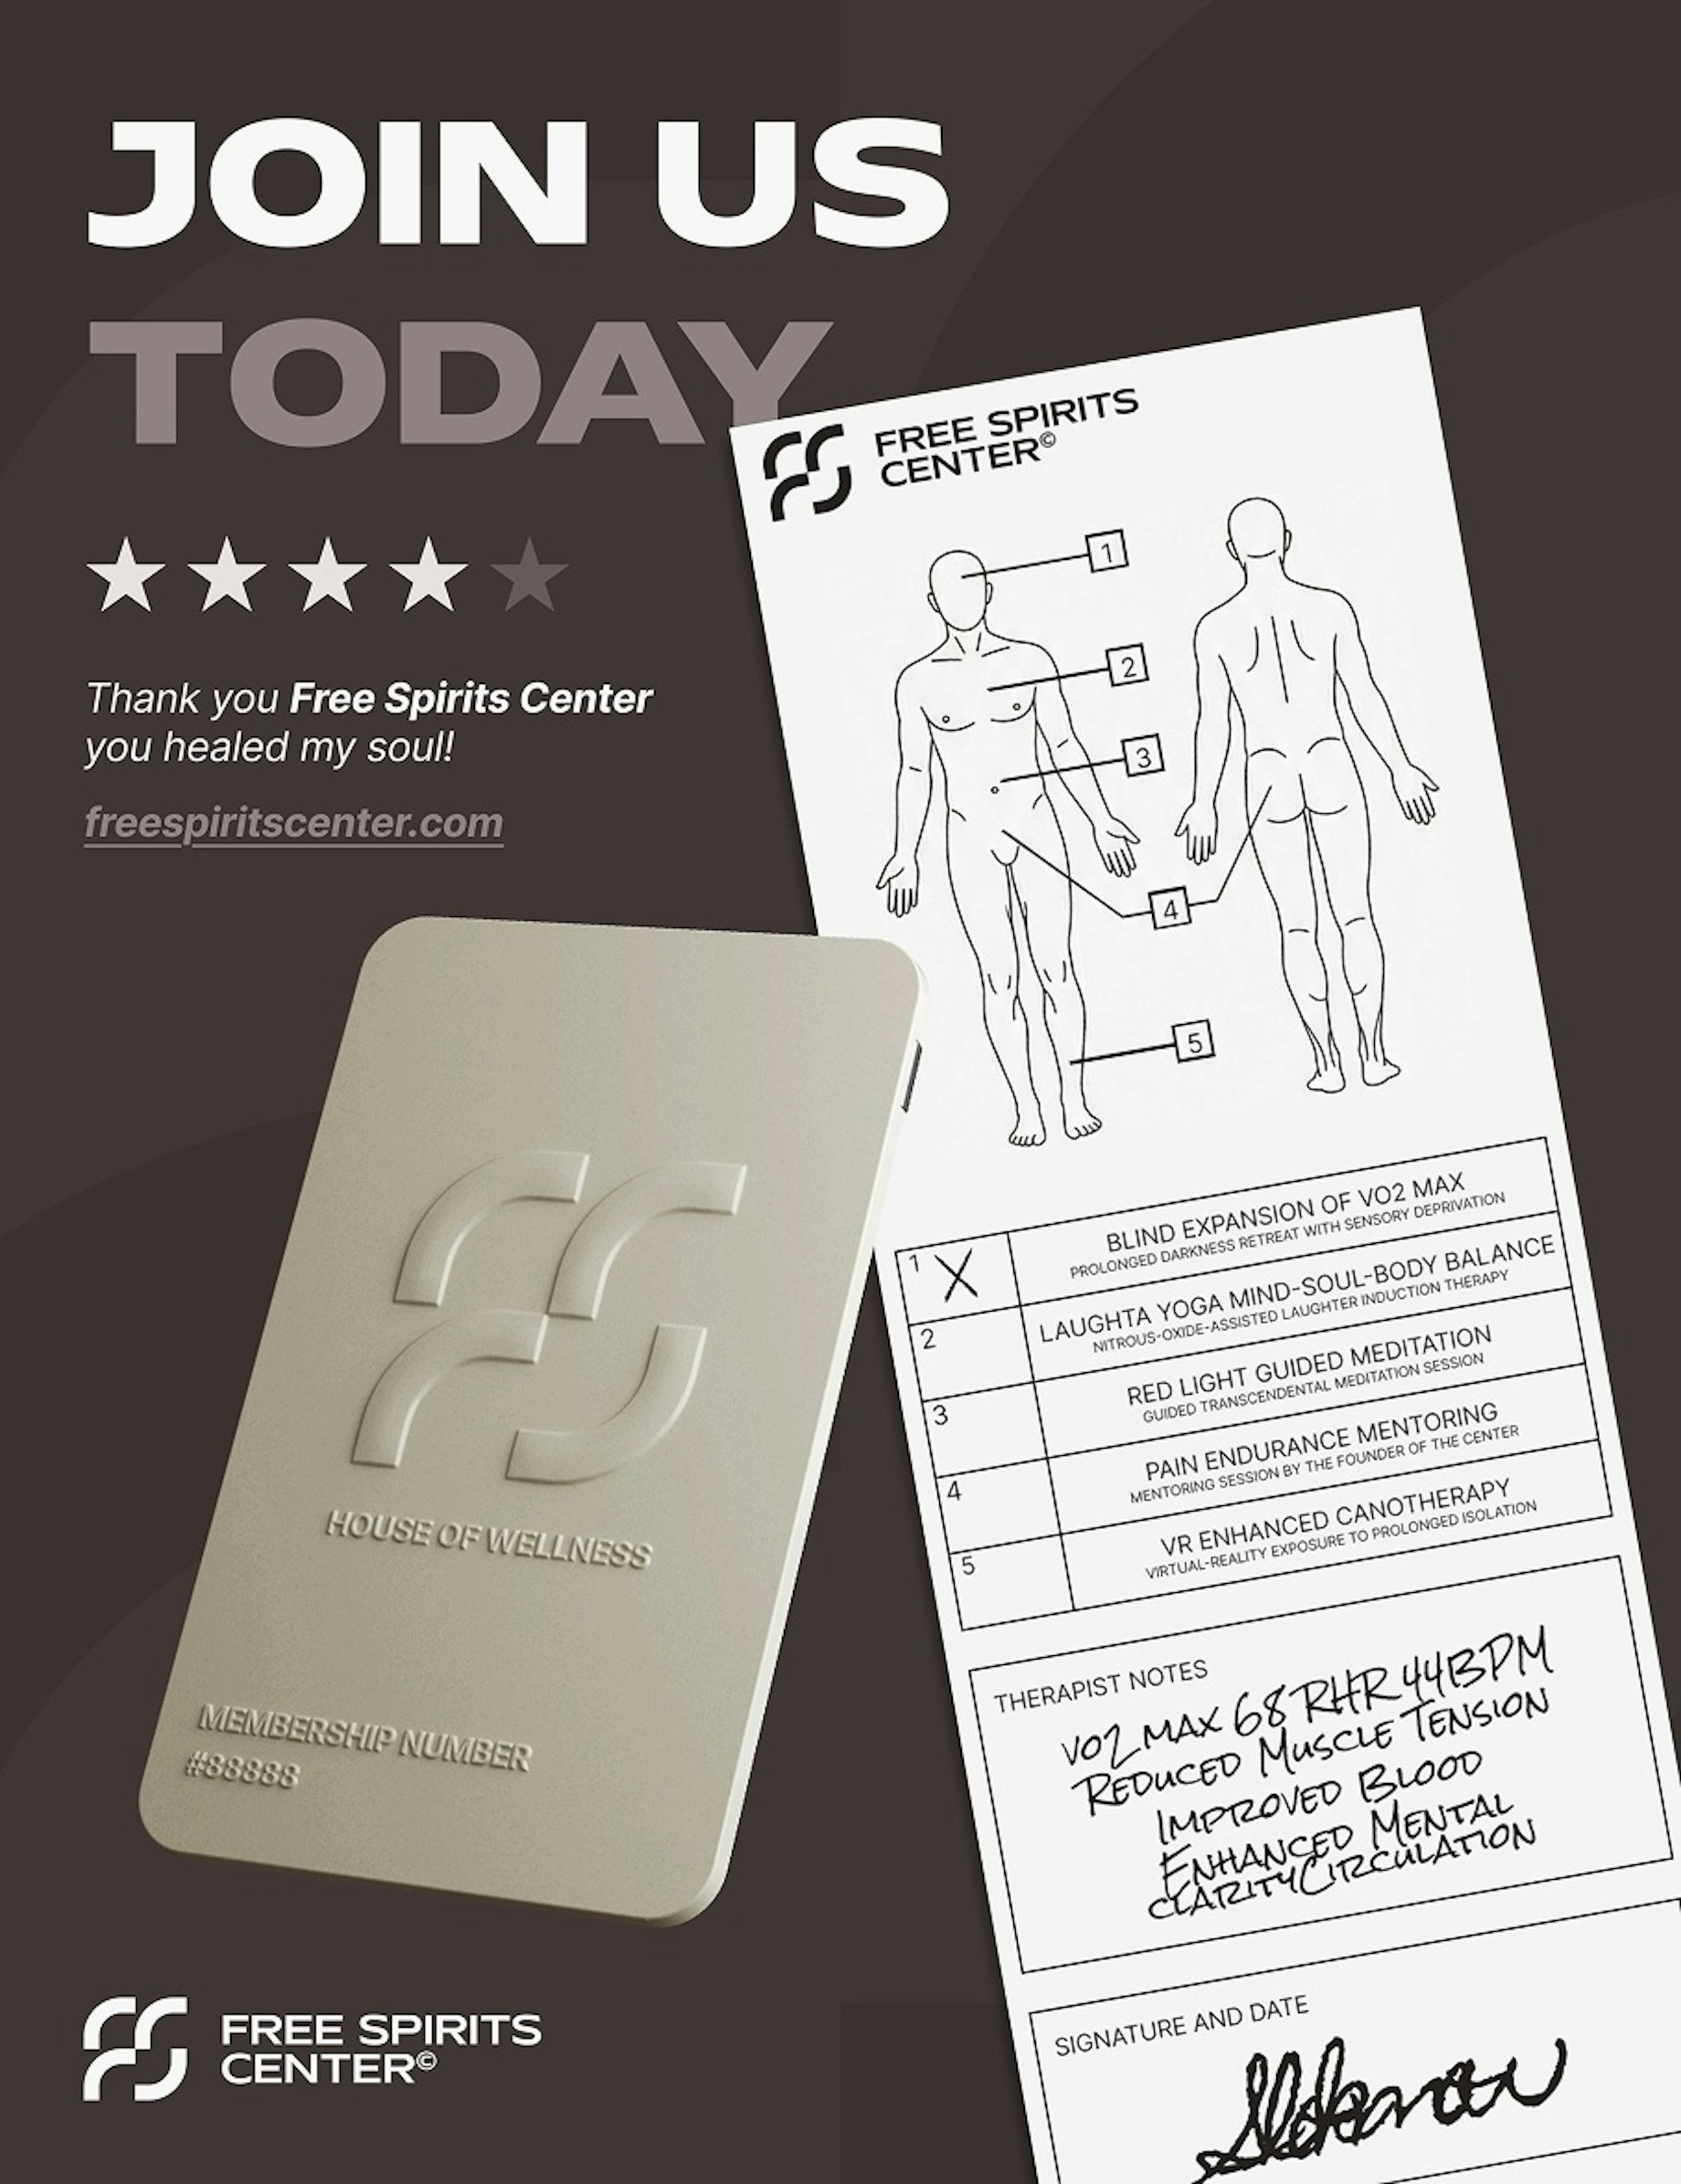 JOIN US
TODAY
Thank you Free Spirits Center
you healed my soul!
freespiritscenter.com
FREE SPIRITS
CENTER©
1
2
3
4
5
1 X
BLIND EXPANSION OF VO2 MAX
PROLONGED DARKNESS RETREAT WITH SENSORY DEPRIVATION
2
LAUGHTA YOGA MIND-SOUL-BODY BALANCE
NITROUS-OXIDE-ASSISTED LAUGHTER INDUCTION THERAPY
3
RED LIGHT GUIDED MEDITATION
GUIDED TRANSCENDENTAL MEDITATION SESSION
4
PAIN ENDURANCE MENTORING
MENTORING SESSION BY THE FOUNDER OF THE CENTER
5
VR ENHANCED CANOTHERAPY
VIRTUAL-REALITY EXPOSURE TO PROLONGED ISOLATION
THERAPIST NOTES
VO2 MAX 68 RHR 44BPM
REDUCED MUSCLE TENSION
IMPROVED BLOOD
ENHANCED MENTAL
CLARITY CIRCULATION
SIGNATURE AND DATE
HOUSE OF WELLNESS
MEMBERSHIP NUMBER
#88888
FREE SPIRITS
CENTER©